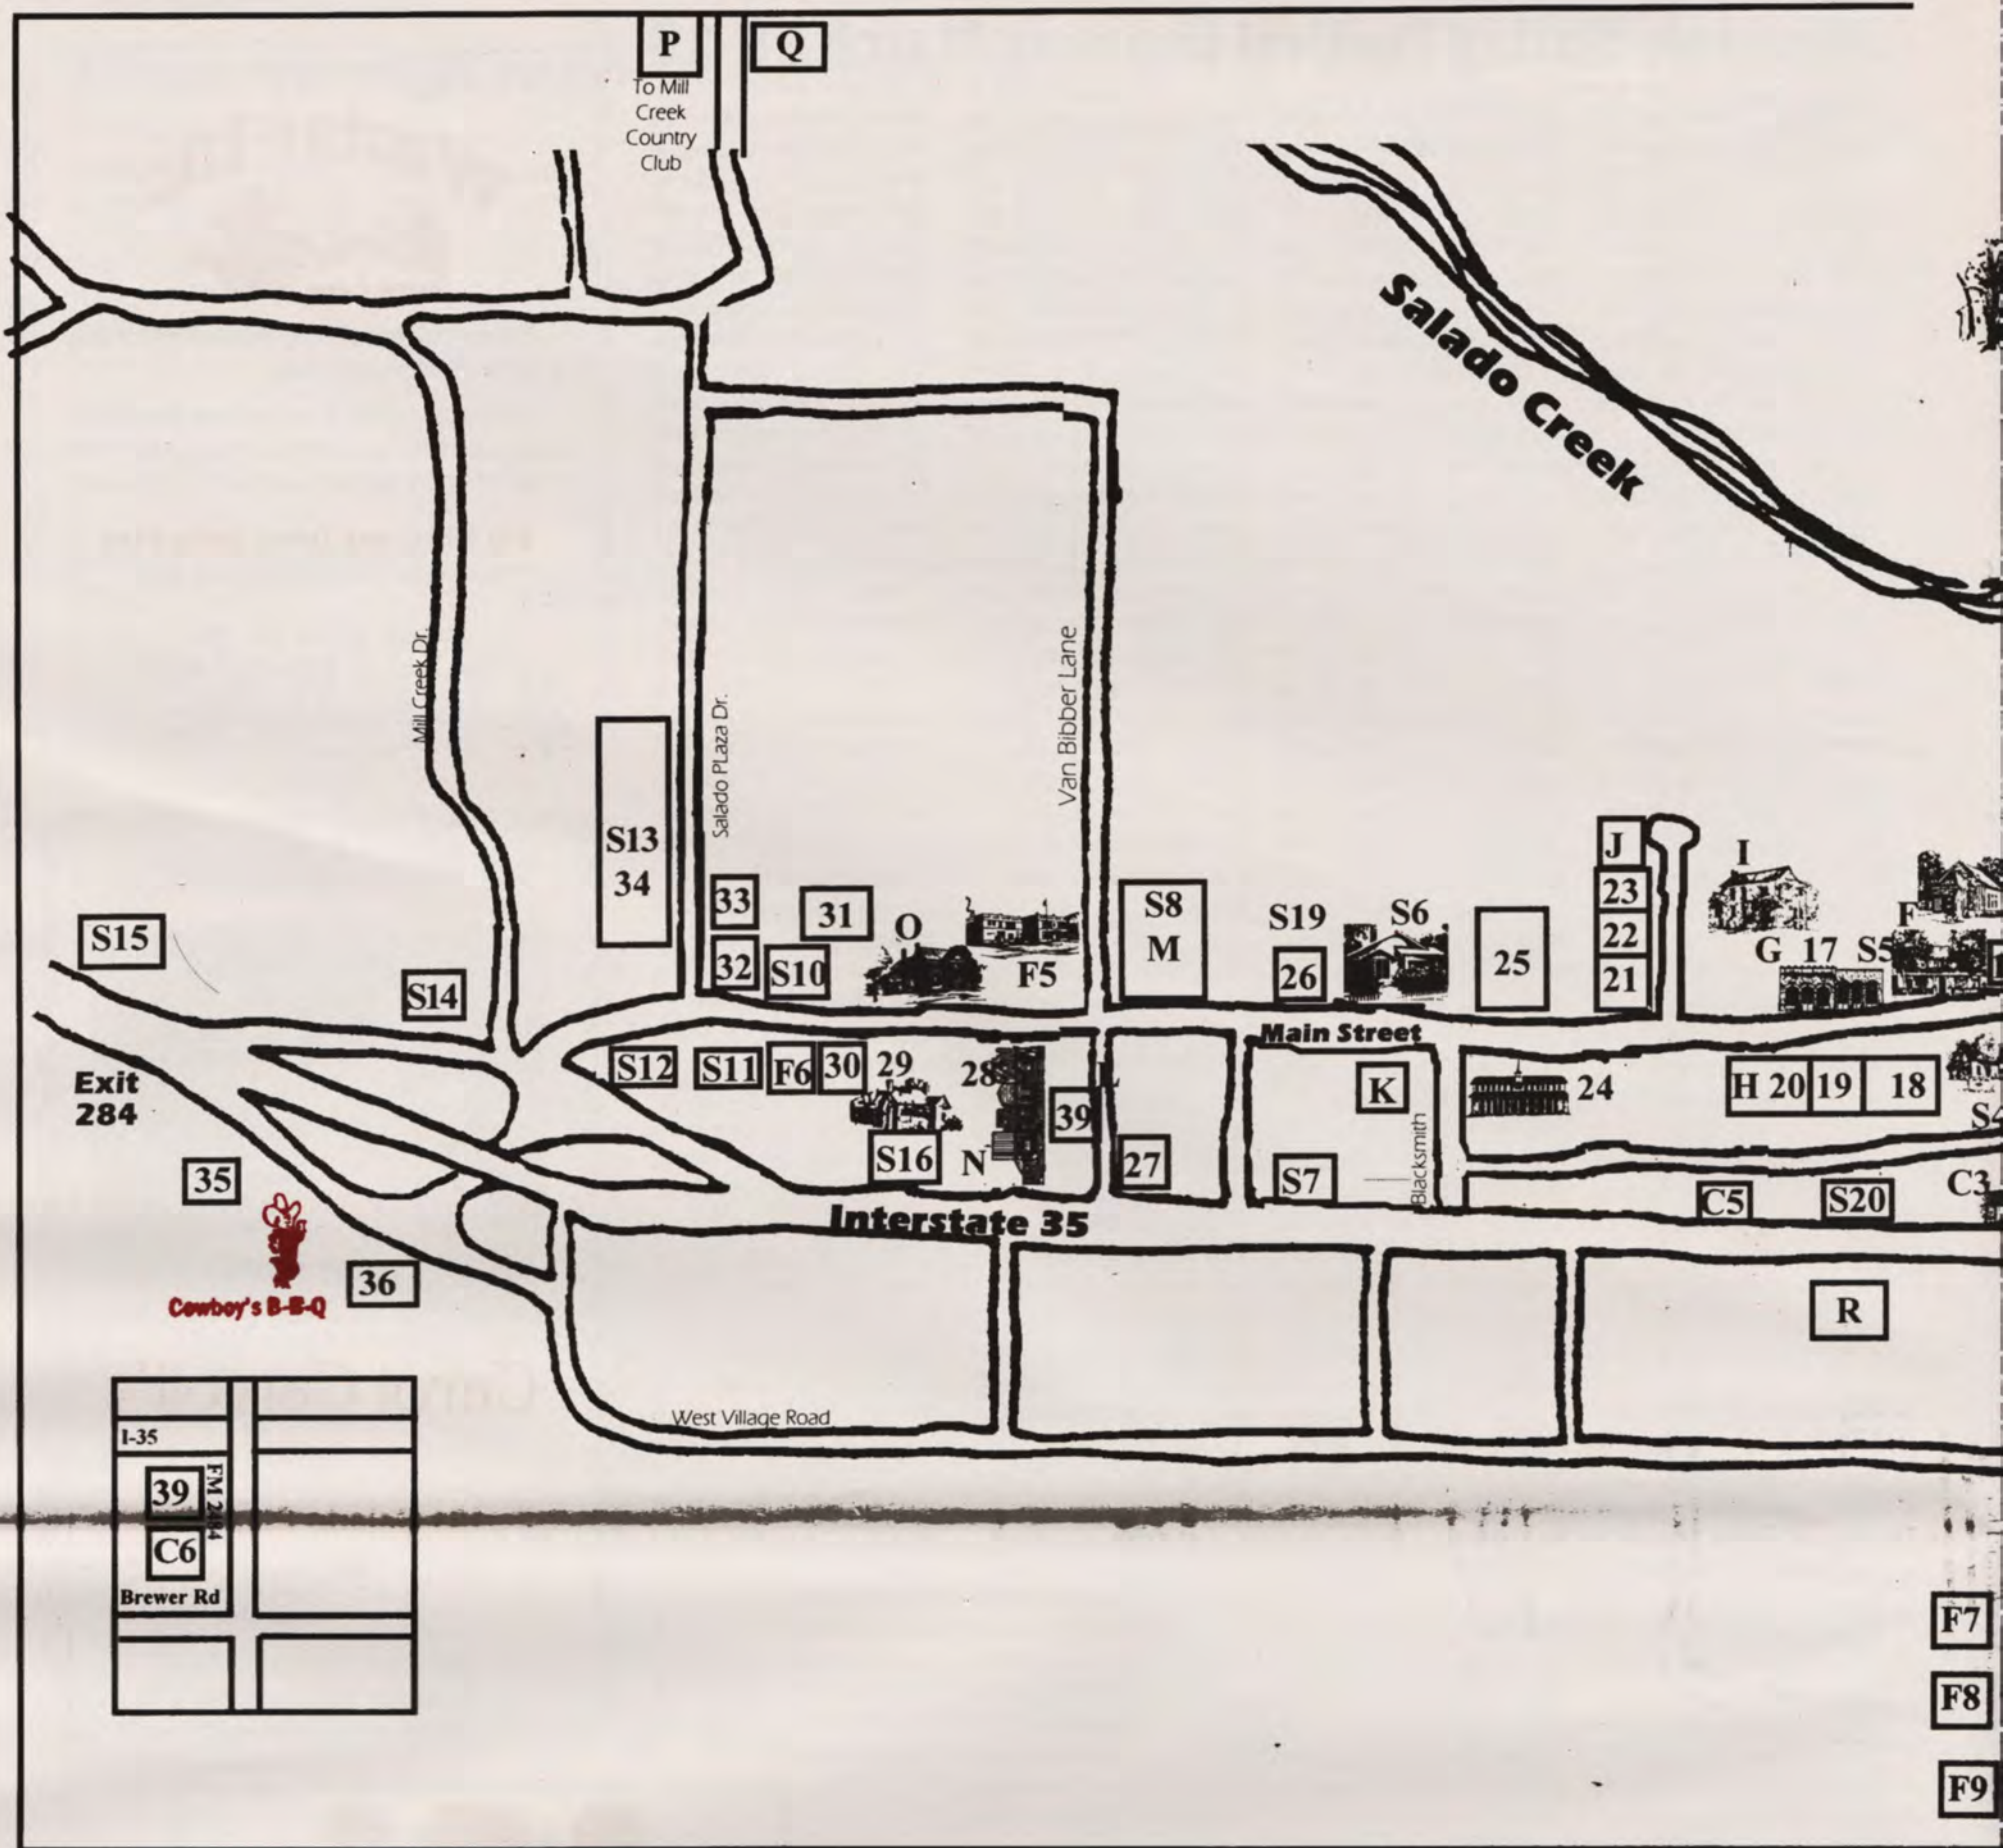 P
Q
To Mill
Creek
Country
Club
Salado Creek
Mill Creek Dr.
Salado PLaza Dr.
Van Bibber Lane
S13
34
33
32
31
S10
O
F5
S8
M
S19
26
S6
25
J
23
22
21
I
F
G 17 S5
S15
S14
Main Street
Exit
284
S12
S11
F6
30
29
28
39
L
K
24
H 20
19
18
S4
S16
N
27
S7
Blacksmith
C5
S20
C3
35
36
Cowboy's B-B-Q
Interstate 35
R
West Village Road
I-35
39
FM 2484
C6
Brewer Rd
F7
F8
F9